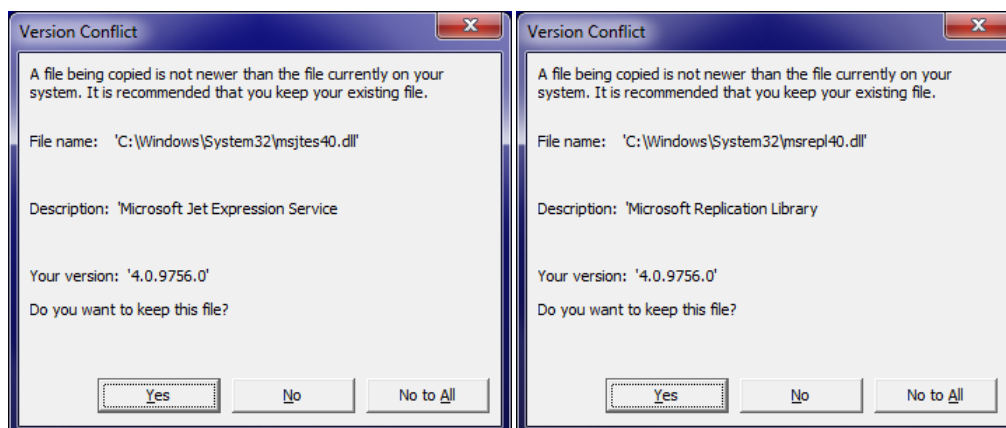 Version Conflict
A file being copied is not newer than the file currently on your
system. It is recommended that you keep your existing file.
File name: 'C:\Windows\System32\msjtes40.dll'
Description: 'Microsoft Jet Expression Service
Your version: '4.0.9756.0'
Do you want to keep this file?
Yes
No
No to All
Version Conflict
A file being copied is not newer than the file currently on your
system. It is recommended that you keep your existing file.
File name: 'C:\Windows\System32\msrepl40.dll'
Description: 'Microsoft Replication Library
Your version: '4.0.9756.0'
Do you want to keep this file?
Yes
No
No to All